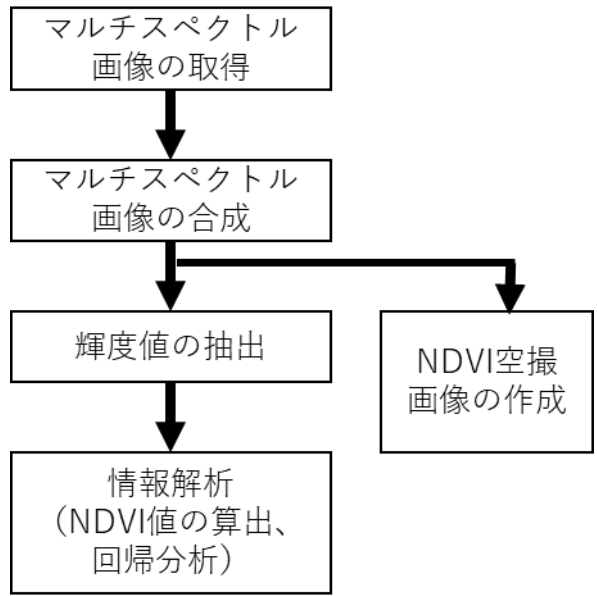 マルチスペクトル
画像の取得
マルチスペクトル
画像の合成
輝度値の抽出
NDVI空撮
画像の作成
情報解析
（NDVI値の算出、
回帰分析）